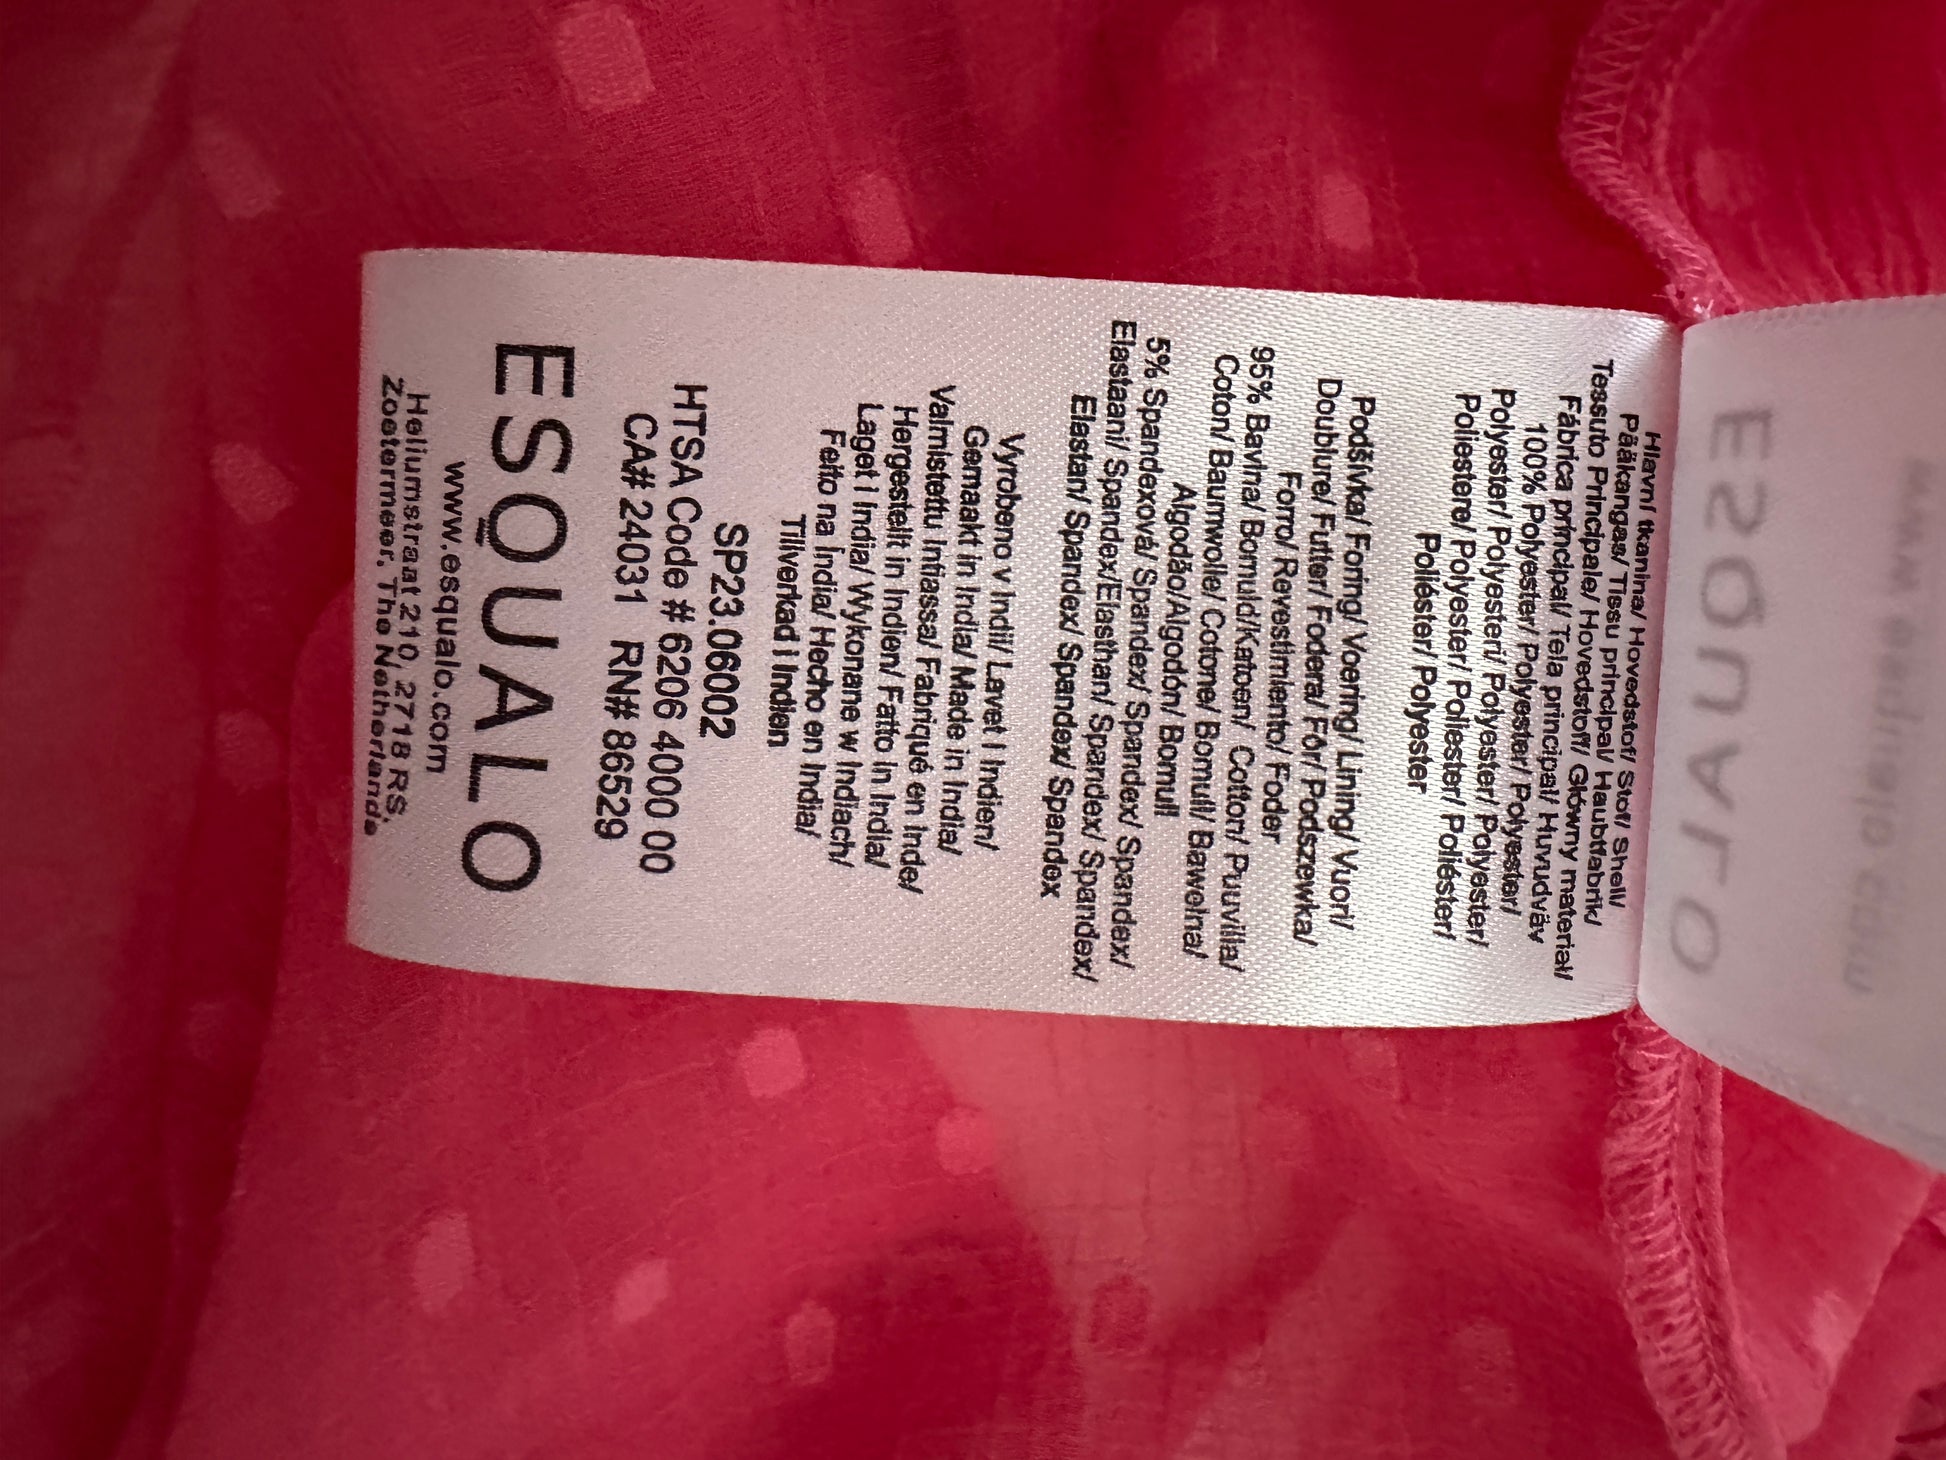 Hlavní tkanina/ Hovedstof/ Stof/ Shell/
Pääkangas/ Tissu principal/ Haubtfabrik/
Tessuto Principale/ Hovedstoff/ Główny materiał/
Fábrica principal/ Tela principal/ Huvudväv
100% Polyester/ Polyester/ Polyester/
Polyester/ Polyesteri/ Polyester/ Polyester/
Poliestere/ Polyester/ Poliester/ Poliéster/
Poliéster/ Polyester
Podšívka/ Foring/ Voering/ Lining/ Vuori/
Doublure/ Futter/ Fodera/ Fór/ Podszewka/
Forro/ Revestimiento/ Foder
95% Bavlna/ Bomuld/Katoen/ Cotton/ Puuvilla/
Coton/ Baumwolle/ Cotone/ Bomull/ Bawełna/
Algodão/Algodón/ Bomull
5% Spandexová/ Spandex/ Spandex/ Spandex/
Elastaani/ Spandex/Elasthan/ Spandex/ Spandex/
Elastan/ Spandex/ Spandex/ Spandex
Vyrobeno v Indii/ Lavet I Indien/
Gemaakt in India/ Made in India/
Valmistettu Intiassa/ Fabriqué en Inde/
Hergestellt in Indien/ Fatto in India/
Laget i India/ Wykonane w Indiach/
Feito na Índia/ Hecho en India/
Tillverkad i Indien
SP23.06002
HTSA Code # 6206 4000 00
CA# 24031 RN# 86529
ESQUALO
www.esqualo.com
Heliumstraat 210, 2718 RS,
Zoetermeer, The Netherlands
ESQUALO